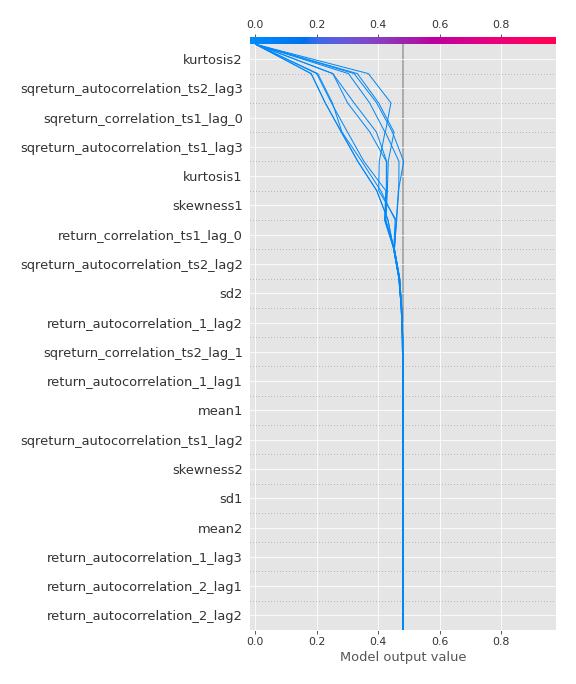 0.0 0.2 0.4 0.6 0.8
kurtosis2
sqreturn_autocorrelation_ts2_lag3
sqreturn_correlation_ts1_lag_0
sqreturn_autocorrelation_ts1_lag3
kurtosis1
skewness1
return_correlation_ts1_lag_0
sqreturn_autocorrelation_ts2_lag2
sd2
return_autocorrelation_1_lag2
sqreturn_correlation_ts2_lag_1
return_autocorrelation_1_lag1
mean1
sqreturn_autocorrelation_ts1_lag2
skewness2
sd1
mean2
return_autocorrelation_1_lag3
return_autocorrelation_2_lag1
return_autocorrelation_2_lag2
0.0 0.2 0.4 0.6 0.8
Model output value